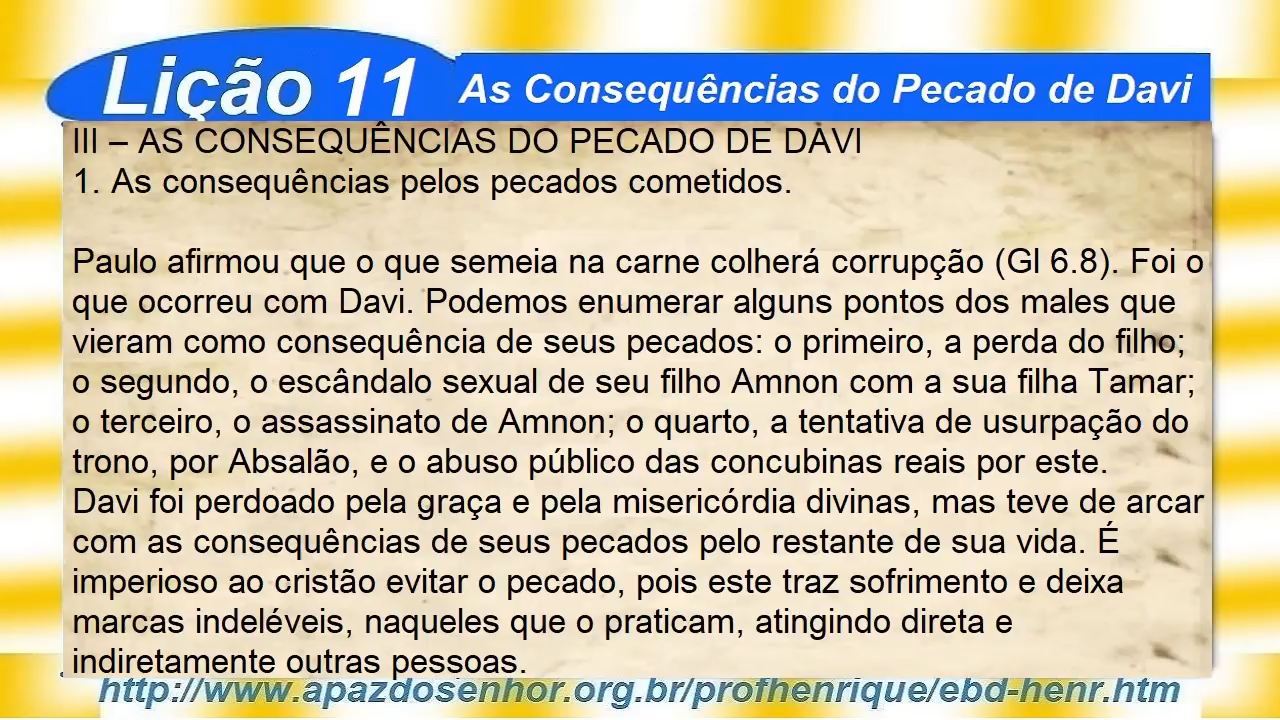 Lição 11 As Consequências do Pecado de Davi
III – AS CONSEQUÊNCIAS DO PECADO DE DAVI
1. As consequências pelos pecados cometidos.
Paulo afirmou que o que semeia na carne colherá corrupção (Gl 6.8). Foi o
que ocorreu com Davi. Podemos enumerar alguns pontos dos males que
vieram como consequência de seus pecados: o primeiro, a perda do filho;
o segundo, o escândalo sexual de seu filho Amnon com a sua filha Tamar;
o terceiro, o assassinato de Amnon; o quarto, a tentativa de usurpação do
trono, por Absalão, e o abuso público das concubinas reais por este.
Davi foi perdoado pela graça e pela misericórdia divinas, mas teve de arcar
com as consequências de seus pecados pelo restante de sua vida. É
imperioso ao cristão evitar o pecado, pois este traz sofrimento e deixa
marcas indeléveis, naqueles que o praticam, atingindo direta e
indiretamente outras pessoas.
http://www.apazdosenhor.org.br/profhenrique/ebd-henr.htm